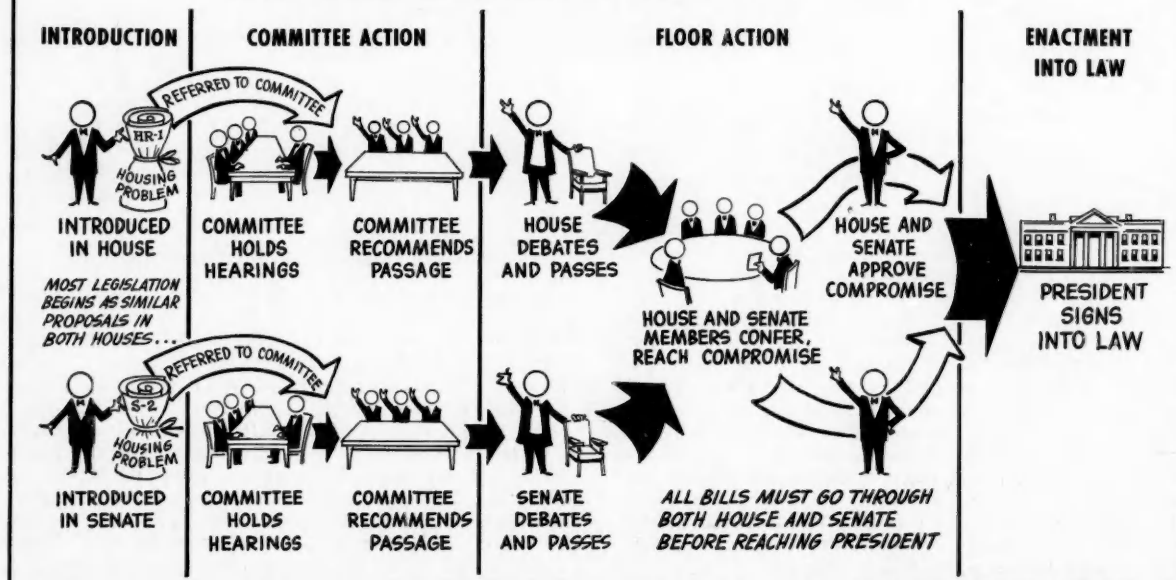 INTRODUCTION
COMMITTEE ACTION
FLOOR ACTION
ENACTMENT
INTO LAW
REFERRED TO COMMITTEE
HR-1
HOUSING
PROBLEM
INTRODUCED
IN HOUSE
COMMITTEE
HOLDS
HEARINGS
COMMITTEE
RECOMMENDS
PASSAGE
HOUSE
DEBATES
AND PASSES
HOUSE AND SENATE
MEMBERS CONFER,
REACH COMPROMISE
HOUSE AND
SENATE
APPROVE
COMPROMISE
PRESIDENT
SIGNS
INTO LAW
MOST LEGISLATION
BEGINS AS SIMILAR
PROPOSALS IN
BOTH HOUSES...
REFERRED TO COMMITTEE
S-2
HOUSING
PROBLEM
INTRODUCED
IN SENATE
COMMITTEE
HOLDS
HEARINGS
COMMITTEE
RECOMMENDS
PASSAGE
SENATE
DEBATES
AND PASSES
ALL BILLS MUST GO THROUGH
BOTH HOUSE AND SENATE
BEFORE REACHING PRESIDENT